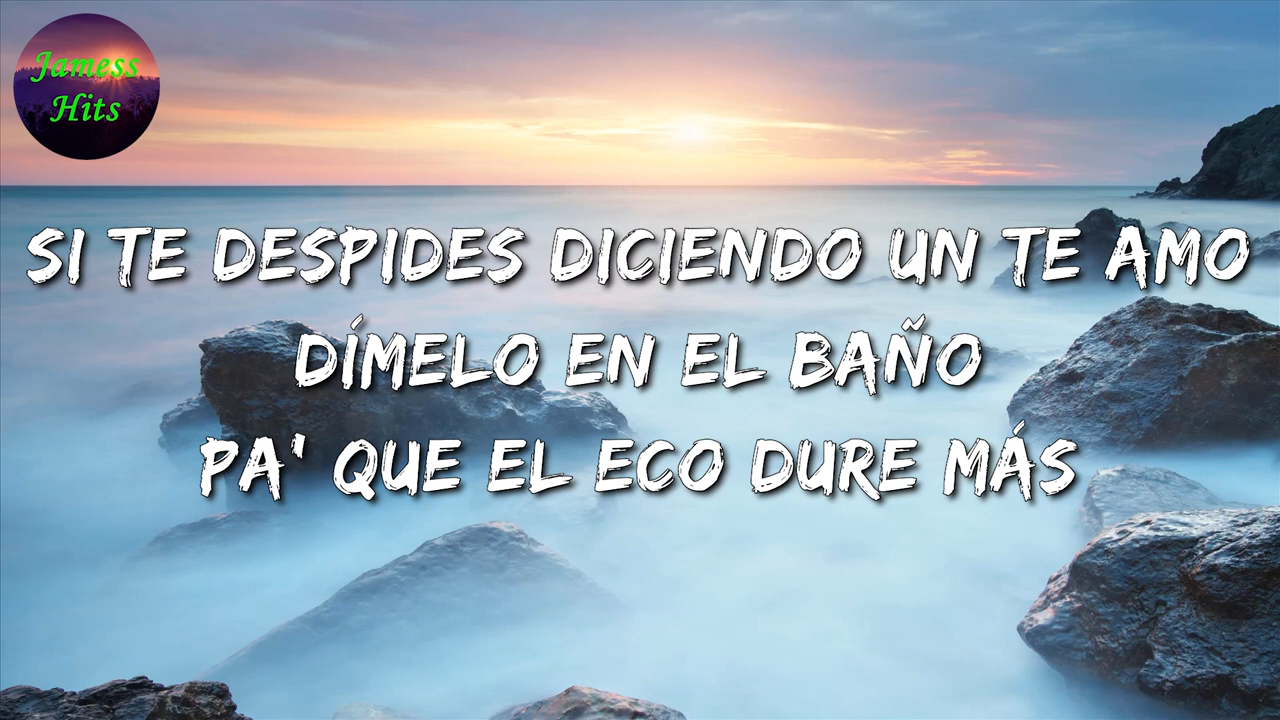 Jamess
Hits
SI TE DESPIDES DICIENDO UN TE AMO
DÍMELO EN EL BAÑO
PA' QUE EL ECO DURE MÁS